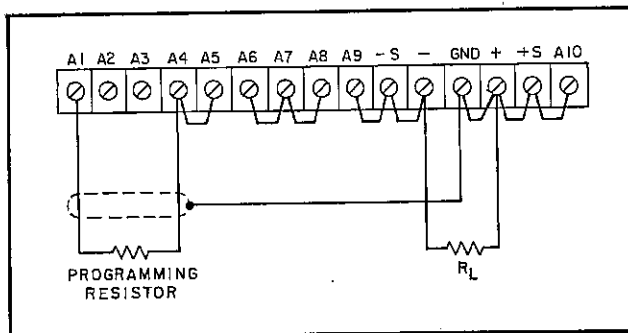 A1 A2 A3 A4 A5 A6 A7 A8 A9 -S - GND + +S A10
PROGRAMMING
RESISTOR
RL